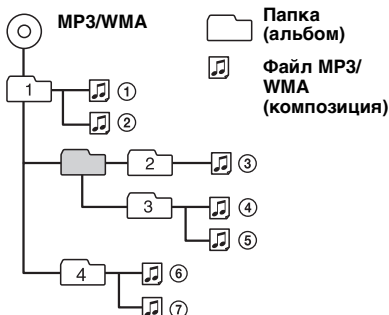 MP3/WMA
Папка
(альбом)
Файл MP3/
WMA
(композиция)
1
①
②
2
③
3
④
⑤
4
⑥
⑦